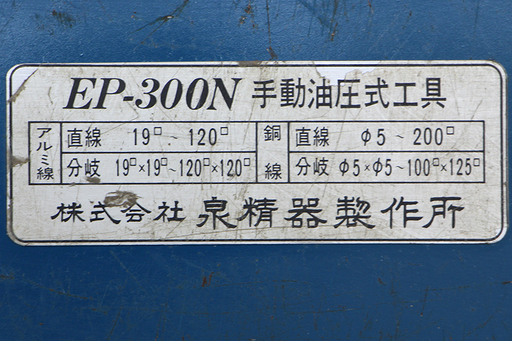 EP-300N 手動油圧式工具
アルミ線 直線 19□~120□ 銅線 直線 φ5~200□
分岐 19□×19□~120□×120□ 分岐 φ5×φ5~100□×125□
株式会社 泉精器製作所